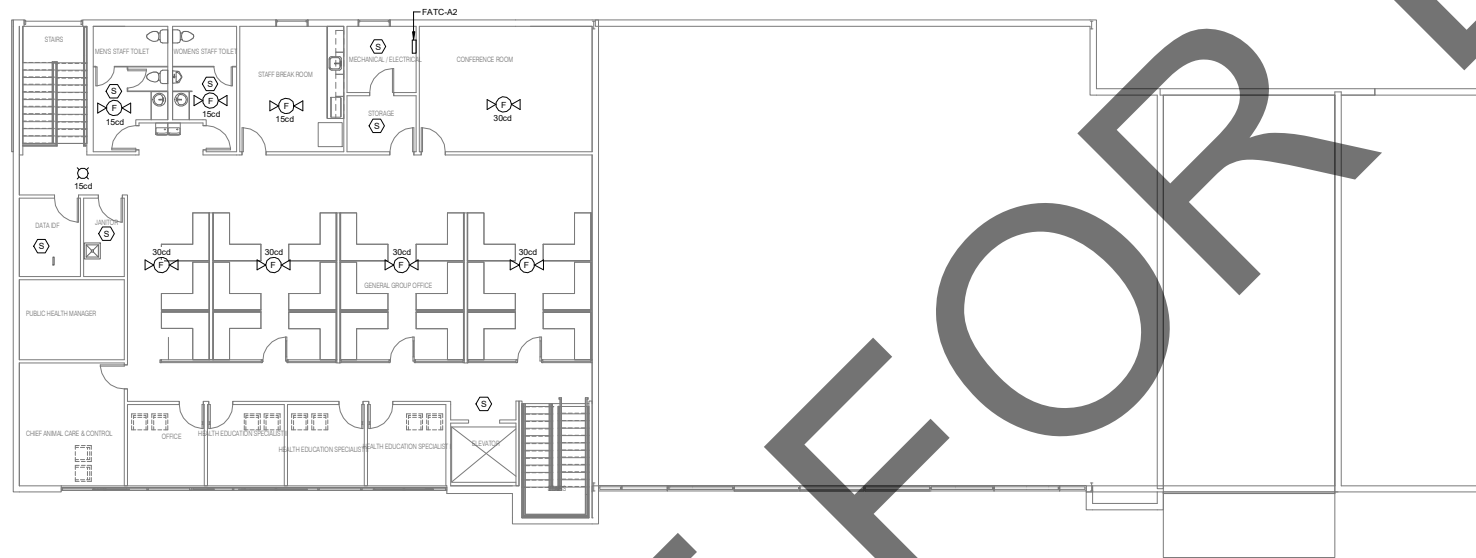 FATC-A2
STAIRS
MEN'S STAFF TOILET
WOMEN'S STAFF TOILET
STAFF BREAK ROOM
MECHANICAL / ELECTRICAL
CONFERENCE ROOM
STORAGE
S
S
S
S
F
15cd
F
15cd
F
15cd
F
30cd
15cd
DATA IDF
JANITOR
S
S
30cd
F
30cd
F
30cd
F
30cd
F
GENERAL GROUP OFFICE
PUBLIC HEALTH MANAGER
S
CHIEF ANIMAL CARE & CONTROL
OFFICE
HEALTH EDUCATION SPECIALIST
HEALTH EDUCATION SPECIALIST
HEALTH EDUCATION SPECIALIST
ELEVATOR
FOR